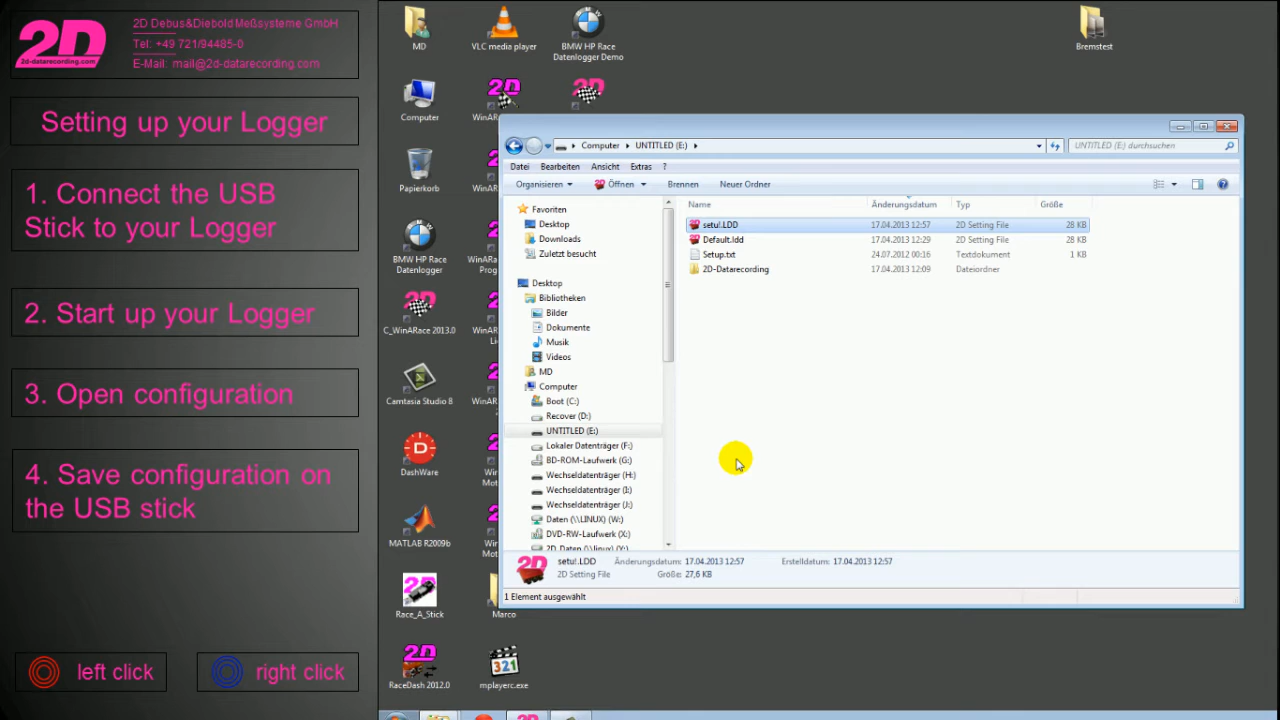 2D
www.2d-datarecording.com
2D Debus&Diebold Meßsysteme GmbH
Tel: +49 721/94485-0
E-Mail: mail@2d-datarecording.com
Setting up your Logger
1. Connect the USB
Stick to your Logger
2. Start up your Logger
3. Open configuration
4. Save configuration on
the USB stick
left click
right click
MD
VLC media player
BMW HP Race
Datenlogger Demo
Bremstest
Computer
Papierkorb
BMW HP Race
Datenlogger
C_WinARace 2013.0
Camtasia Studio 8
DashWare
MATLAB R2009b
Race_A_Stick
Marco
RaceDash 2012.0
321
mplayerc.exe
Computer
UNTITLED (E:)
UNTITLED (E:) durchsuchen
Datei Bearbeiten Ansicht Extras ?
Organisieren Öffnen Brennen Neuer Ordner
Name Änderungsdatum Typ Größe
setu!.LDD 17.04.2013 12:57 2D Setting File 28 KB
Default.ldd 17.04.2013 12:29 2D Setting File 28 KB
Setup.txt 24.07.2012 00:16 Textdokument 1 KB
2D-Datarecording 17.04.2013 12:09 Dateiordner
Favoriten
Desktop
Downloads
Zuletzt besucht
Desktop
Bibliotheken
Bilder
Dokumente
Musik
Videos
MD
Computer
Boot (C:)
Recover (D:)
UNTITLED (E:)
Lokaler Datenträger (F:)
BD-ROM-Laufwerk (G:)
Wechseldatenträger (H:)
Wechseldatenträger (I:)
Wechseldatenträger (J:)
Daten (\\LINUX) (W:)
DVD-RW-Laufwerk (X:)
2D_Daten (\\linux) (Y:)
setu!.LDD Änderungsdatum: 17.04.2013 12:57 Erstelldatum: 17.04.2013 12:57
2D Setting File Größe: 27,6 KB
1 Element ausgewählt